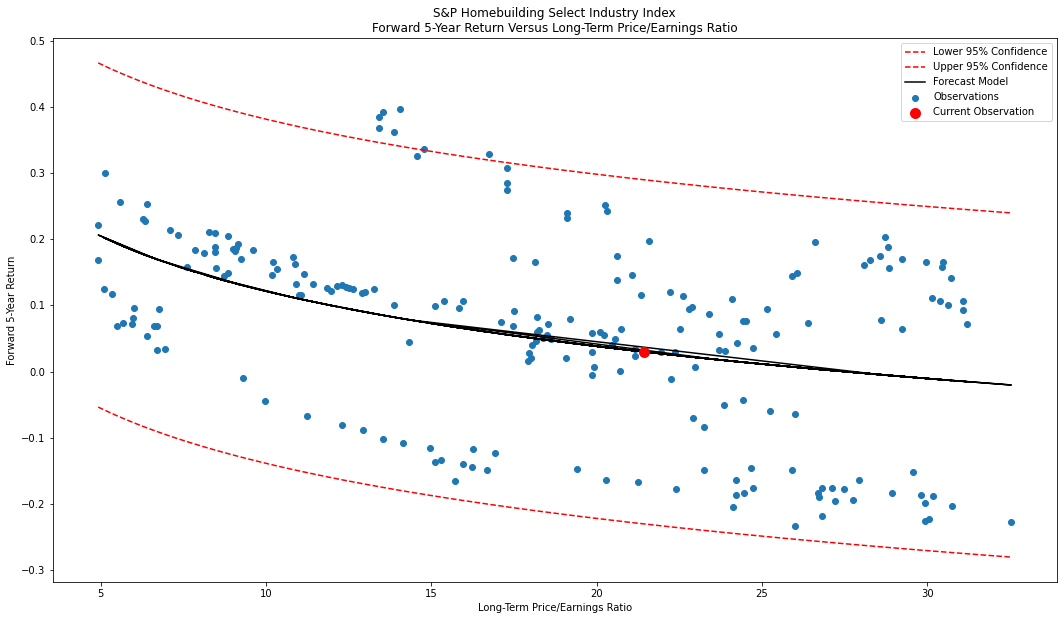 S&P Homebuilding Select Industry Index
Forward 5-Year Return Versus Long-Term Price/Earnings Ratio
Lower 95% Confidence
Upper 95% Confidence
Forecast Model
Observations
Current Observation
Forward 5-Year Return
0.5
0.4
0.3
0.2
0.1
0.0
−0.1
−0.2
−0.3
5
10
15
20
25
30
Long-Term Price/Earnings Ratio